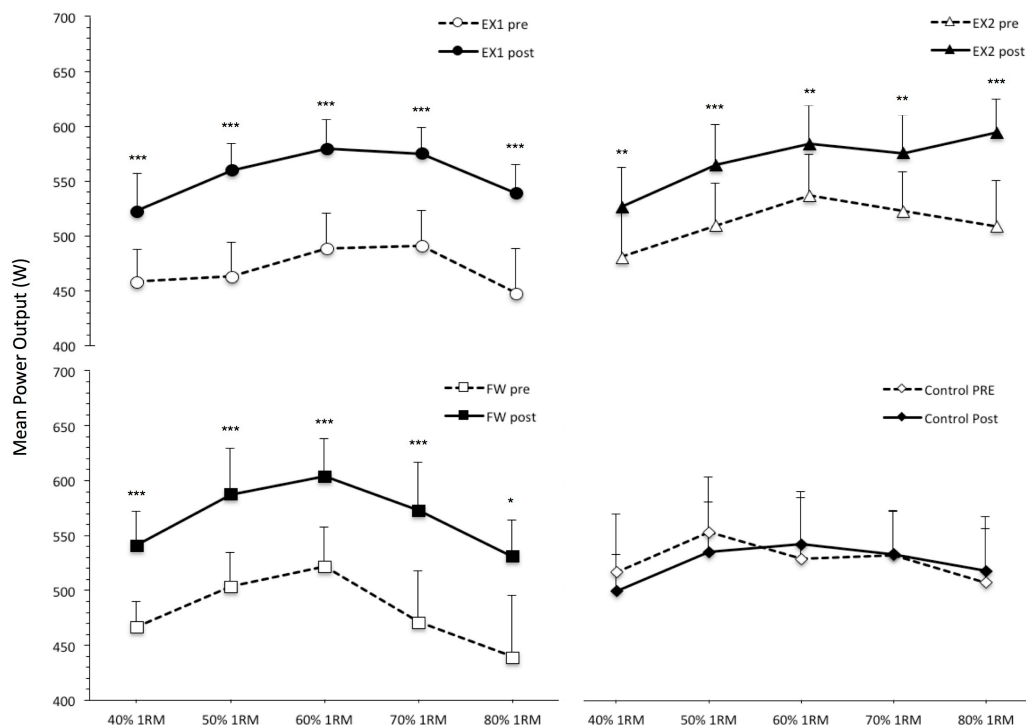 Mean Power Output (W)
700
650
600
550
500
450
400
EX1 pre
EX1 post
***
***
***
***
***
EX2 pre
EX2 post
**
***
**
**
***
700
650
600
550
500
450
400
FW pre
FW post
***
***
***
***
*
40% 1RM 50% 1RM 60% 1RM 70% 1RM 80% 1RM
Control PRE
Control Post
40% 1RM 50% 1RM 60% 1RM 70% 1RM 80% 1RM